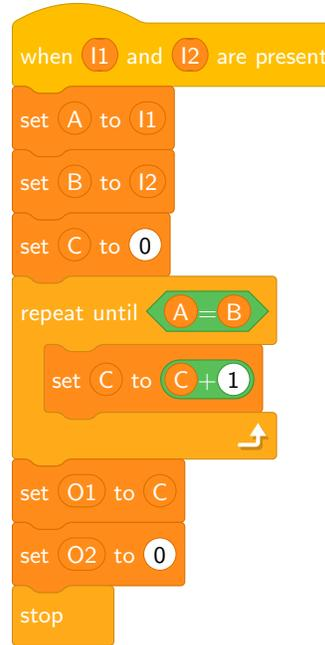 when I1 and I2 are present
set A to I1
set B to I2
set C to 0
repeat until A=B
set C to C+1
set O1 to C
set O2 to 0
stop